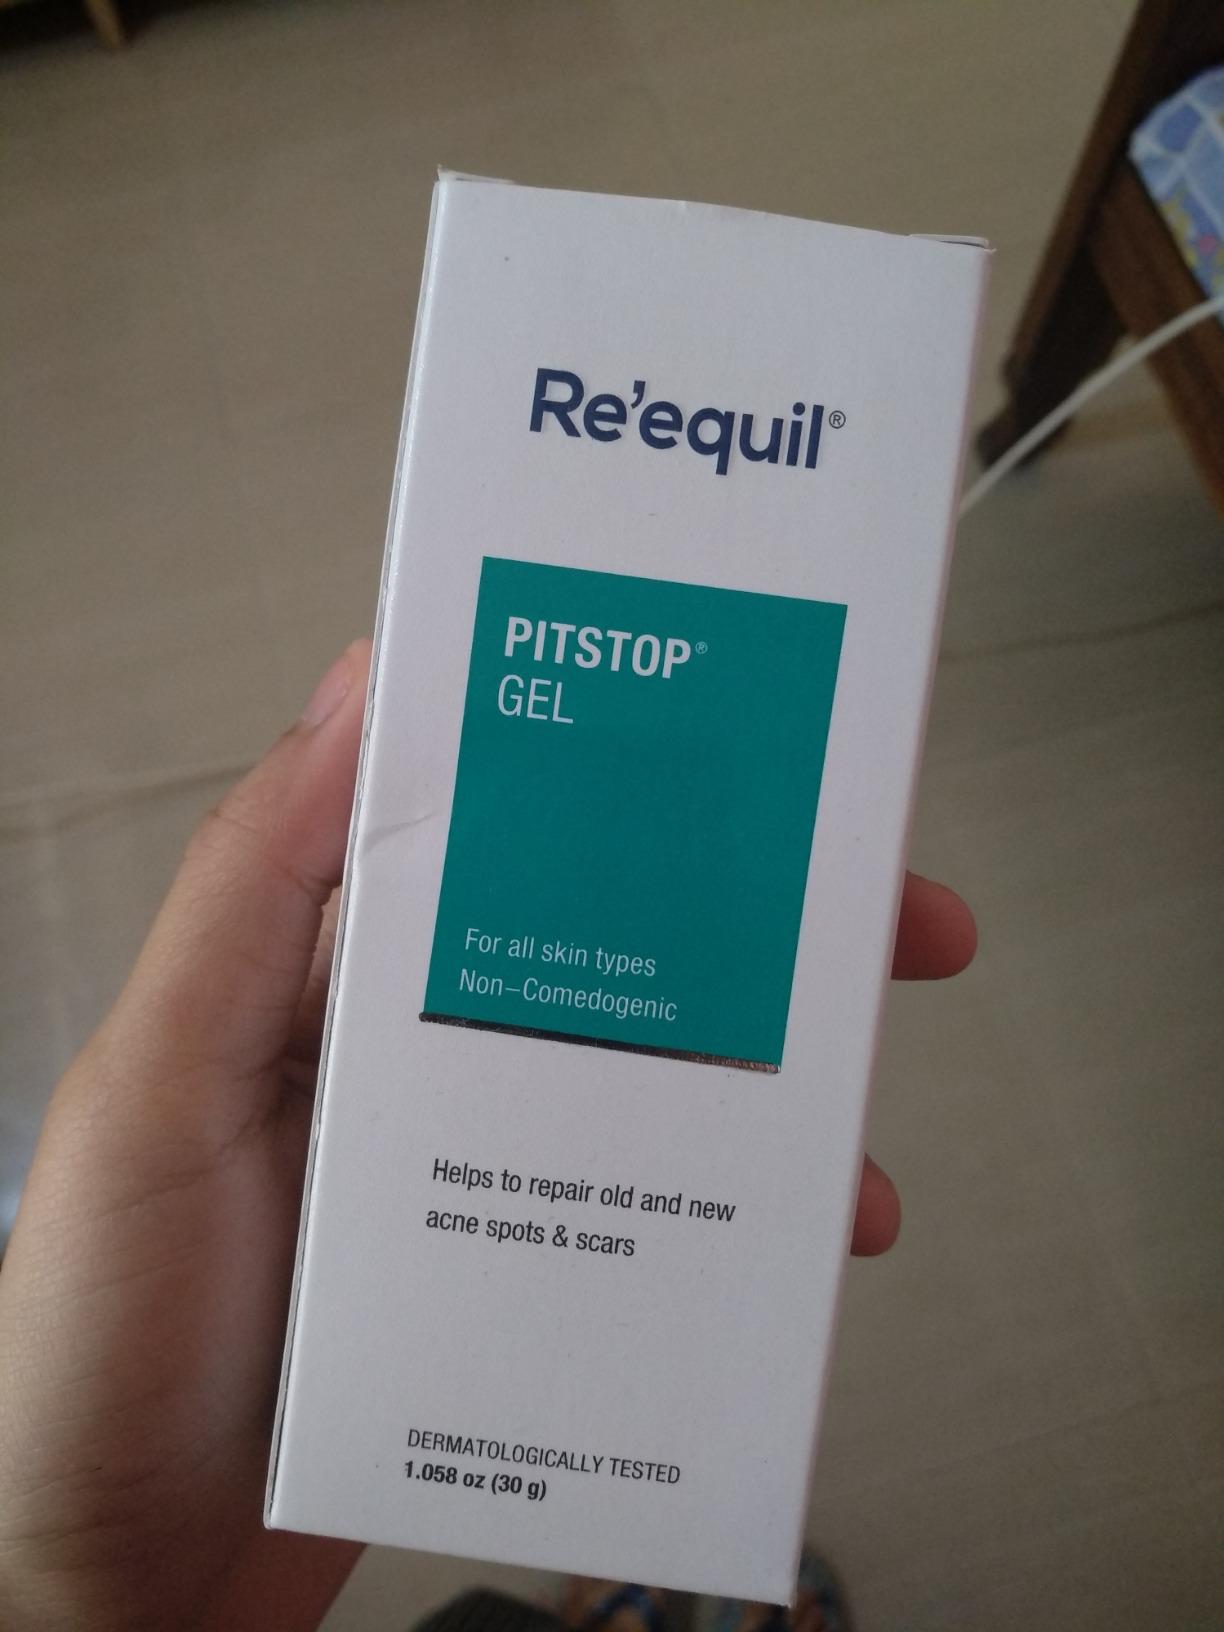 Re'equil®
PITSTOP®
GEL
For all skin types
Non-Comedogenic
Helps to repair old and new
acne spots & scars
DERMATOLOGICALLY TESTED
1.058 oz (30 g)